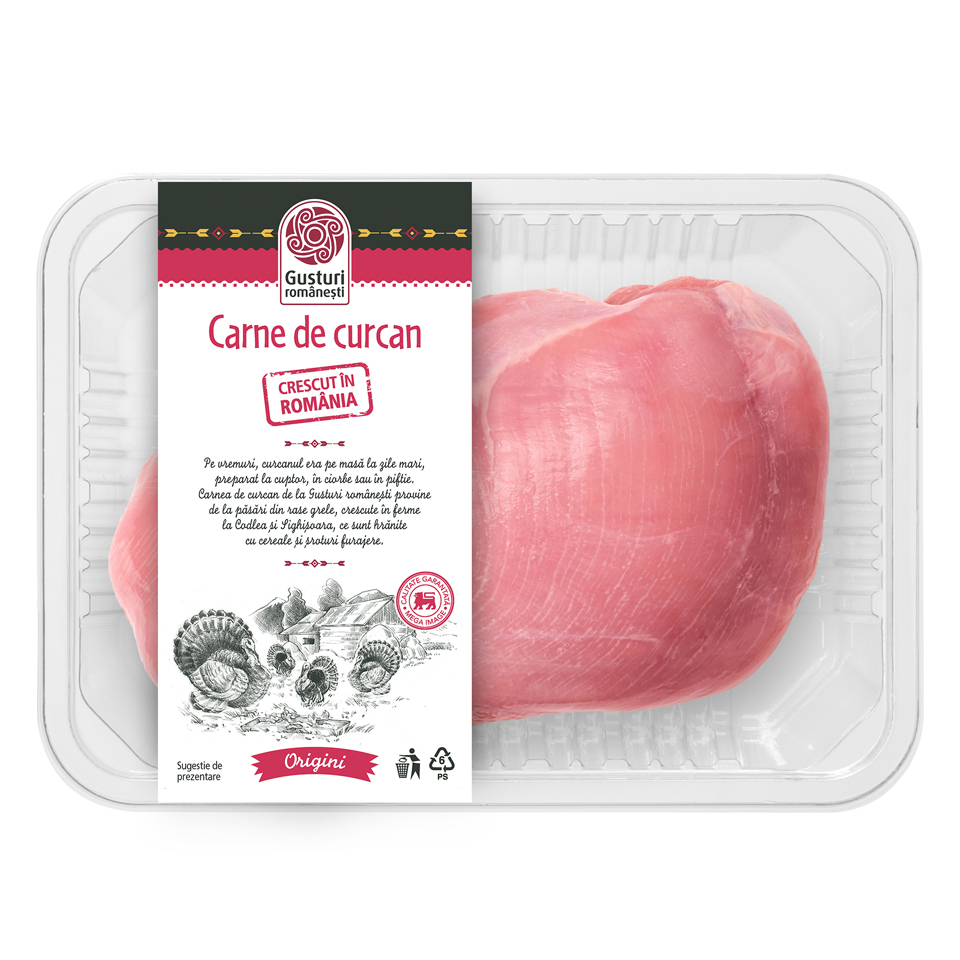 Gusturi
românești
Carne de curcan
CRESCUT ÎN
ROMÂNIA
Pe vremuri, curcanul era pe masă la zile mari,
preparat la cuptor, în ciorbe sau în piftie.
Carnea de curcan de la Gusturi românești provine
de la păsări din rase grele, crescute în ferme
la Codlea și Sighișoara, ce sunt hrănite
cu cereale și șroturi furajere.
CALITATE GARANTATĂ
MEGA IMAGE
Origini
Sugestie de
prezentare
6
PS